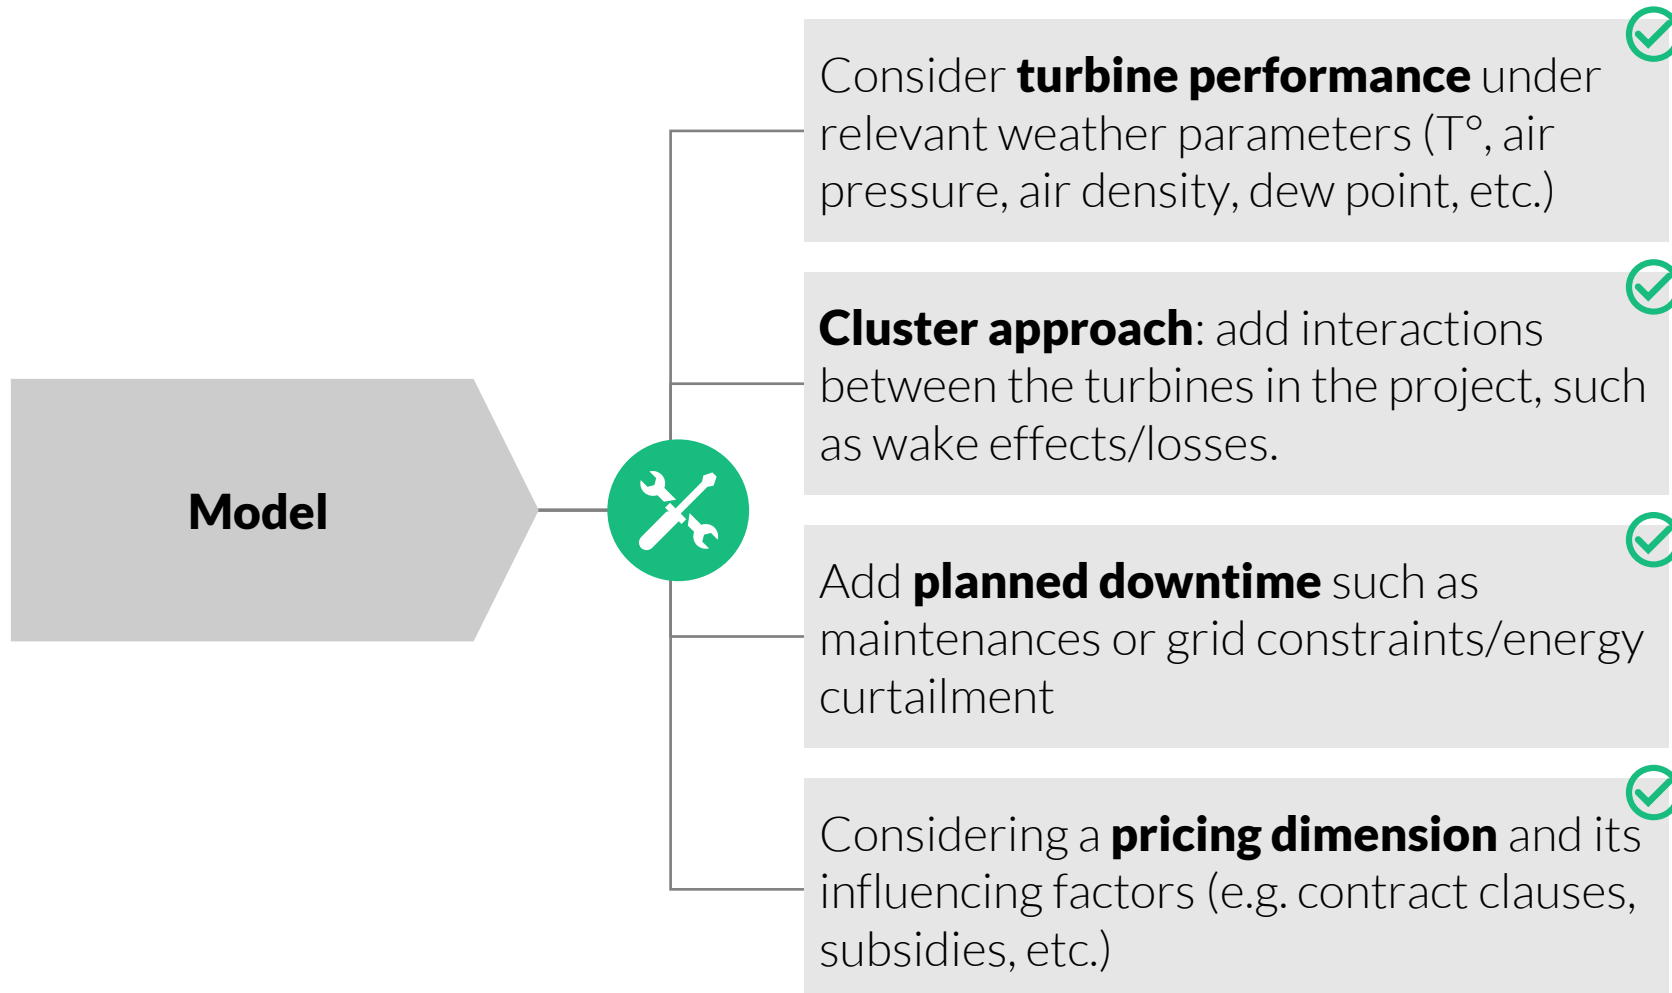 Consider turbine performance under
relevant weather parameters (T°, air
pressure, air density, dew point, etc.)
Cluster approach: add interactions
between the turbines in the project, such
as wake effects/losses.
Model
Add planned downtime such as
maintenances or grid constraints/energy
curtailment
Considering a pricing dimension and its
influencing factors (e.g. contract clauses,
subsidies, etc.)